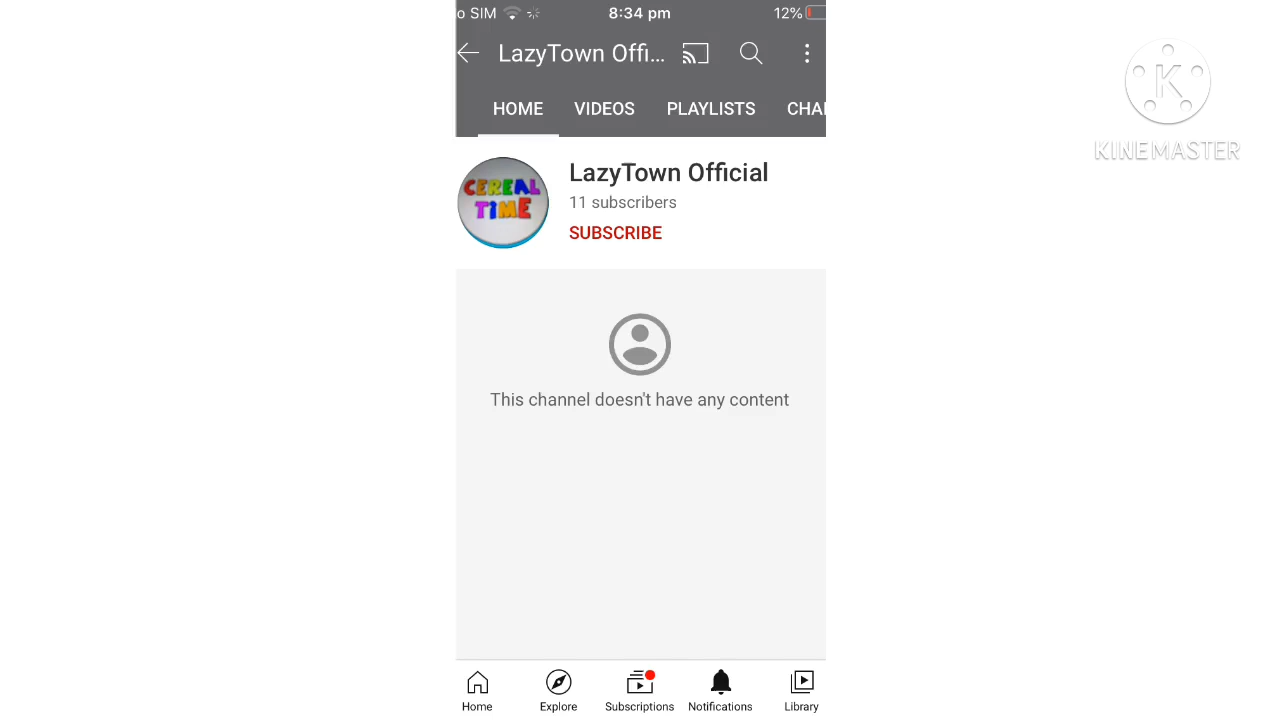 o SIM 8:34 pm 12%
LazyTown Offi...
HOME VIDEOS PLAYLISTS CHA
CEREAL
TiME
LazyTown Official
11 subscribers
SUBSCRIBE
This channel doesn't have any content
Home Explore Subscriptions Notifications Library
K
KINEMASTER